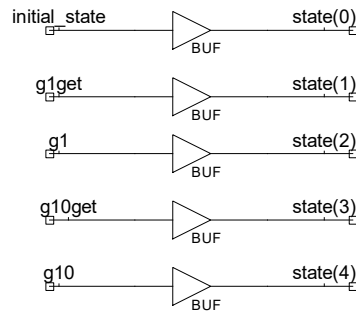 initial_state state(0)
BUF
g1get state(1)
BUF
g1 state(2)
BUF
g10get state(3)
BUF
g10 state(4)
BUF